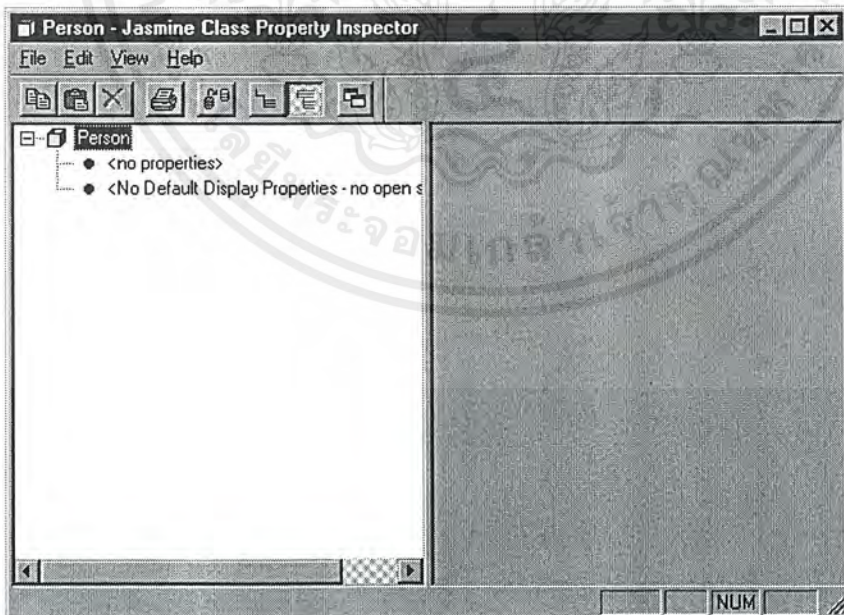 Person - Jasmine Class Property Inspector
File Edit View Help
Person
<no properties>
<No Default Display Properties - no open s
NUM